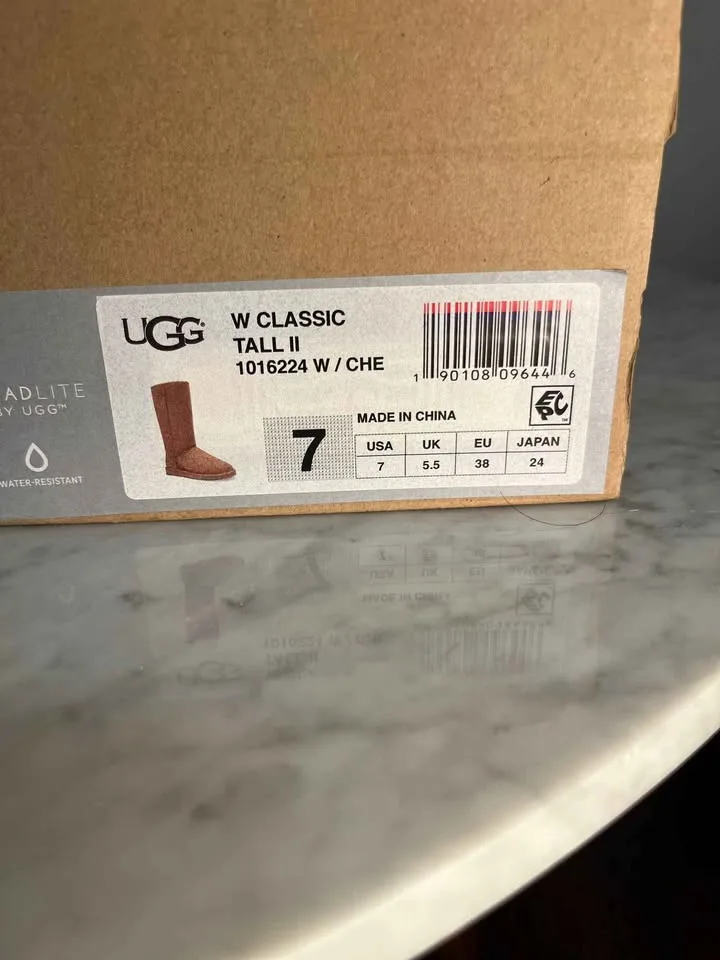 ADLITE
BY UGG™
WATER-RESISTANT
UGG®
W CLASSIC
TALL II
1016224 W / CHE
1 90108 09644 6
7
MADE IN CHINA
EPC™
USA UK EU JAPAN
7 5.5 38 24